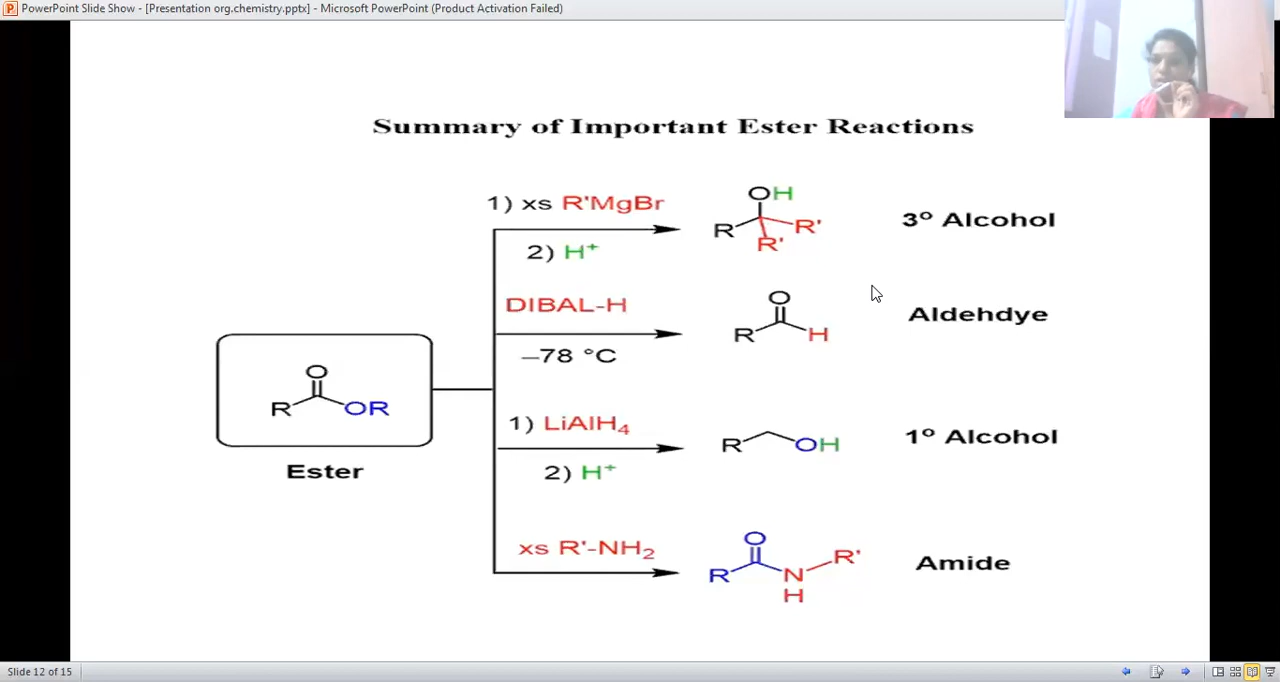 PowerPoint Slide Show - [Presentation org.chemistry.pptx] - Microsoft PowerPoint (Product Activation Failed)
Summary of Important Ester Reactions
1) xs R'MgBr
2) H⁺
OH
R
R'
R'
3º Alcohol
DIBAL-H
–78 °C
O
R
H
Aldehdye
O
R
OR
Ester
1) LiAlH₄
2) H⁺
R
OH
1º Alcohol
xs R'-NH₂
O
R
N
H
R'
Amide
Slide 12 of 15